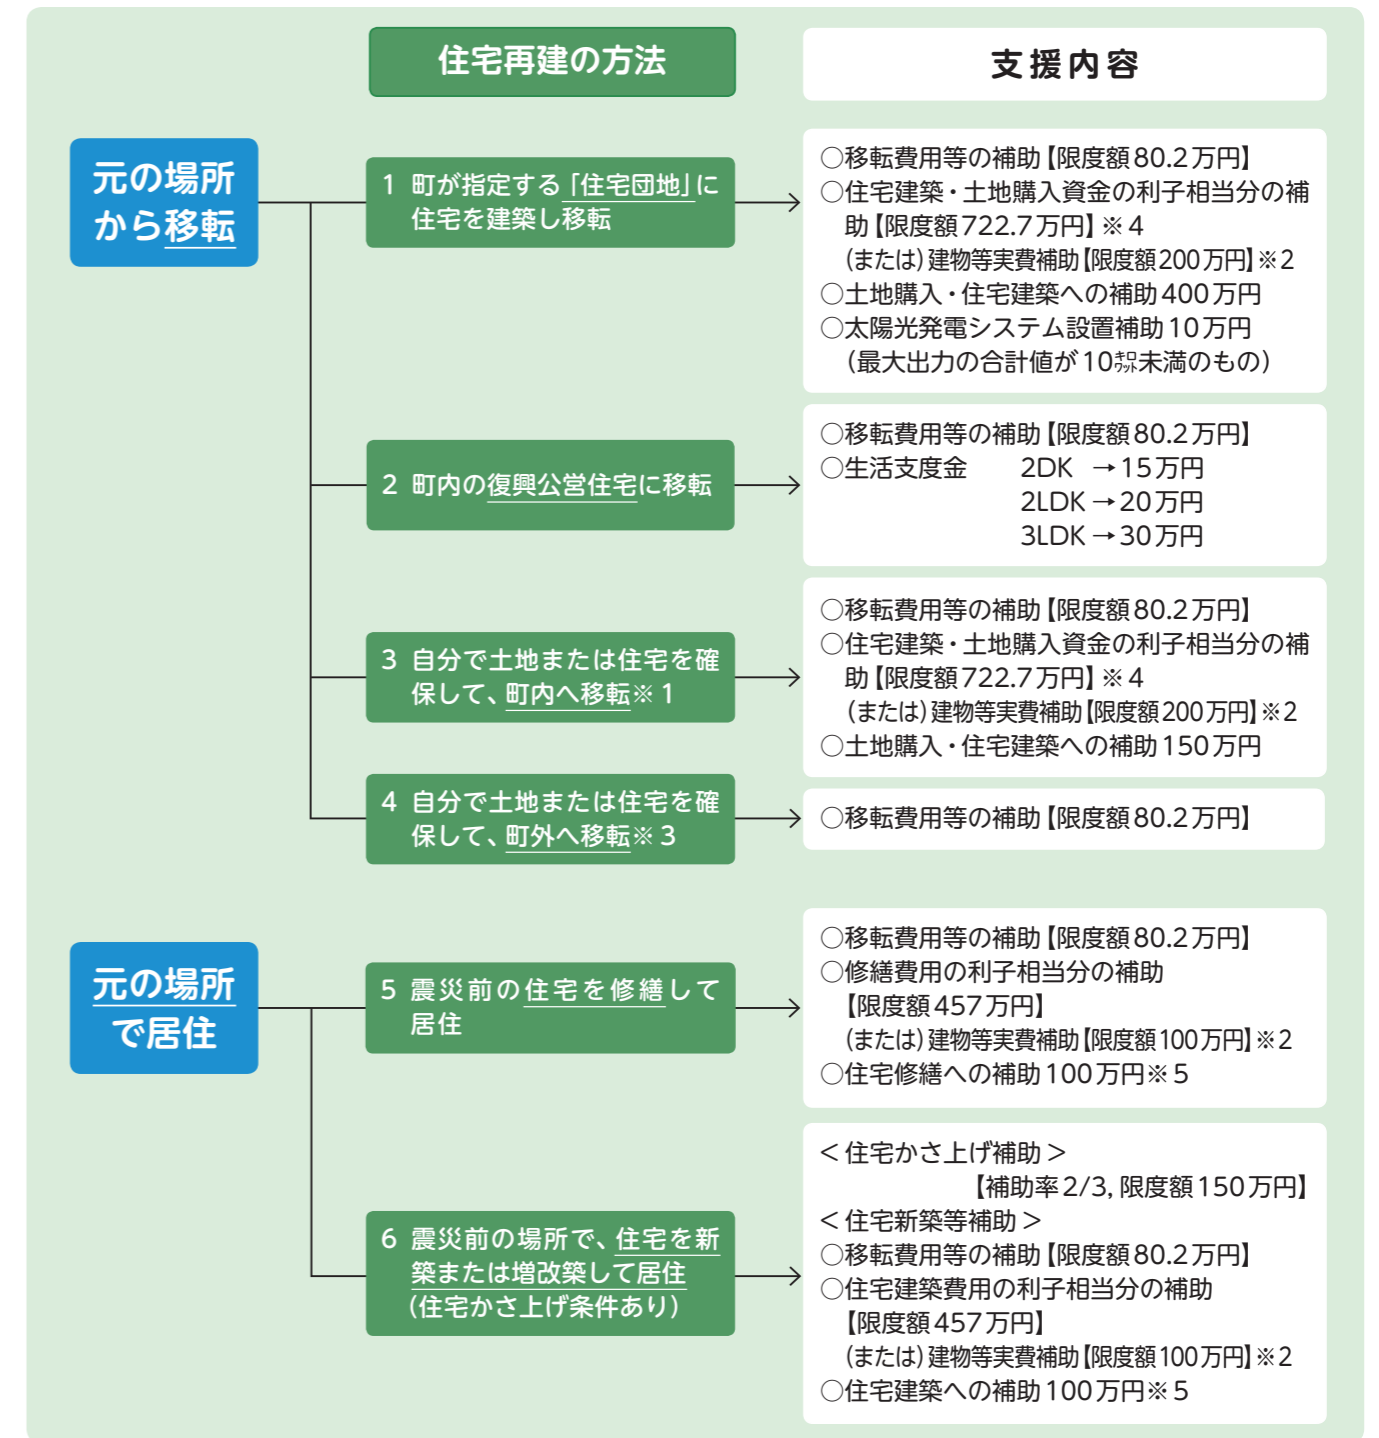 住宅再建の方法
支援内容
元の場所
から移転
1 町が指定する「住宅団地」に
住宅を建築し移転
○移転費用等の補助【限度額80.2万円】
○住宅建築・土地購入資金の利子相当分の補
助【限度額722.7万円】※4
(または)建物等実費補助【限度額200万円】※2
○土地購入・住宅建築への補助400万円
○太陽光発電システム設置補助10万円
(最大出力の合計値が10㌔㍗未満のもの)
2 町内の復興公営住宅に移転
○移転費用等の補助【限度額80.2万円】
○生活支度金 2DK →15万円
2LDK →20万円
3LDK →30万円
3 自分で土地または住宅を確
保して、町内へ移転※1
○移転費用等の補助【限度額80.2万円】
○住宅建築・土地購入資金の利子相当分の補
助【限度額722.7万円】※4
(または)建物等実費補助【限度額200万円】※2
○土地購入・住宅建築への補助150万円
4 自分で土地または住宅を確
保して、町外へ移転※3
○移転費用等の補助【限度額80.2万円】
元の場所
で居住
5 震災前の住宅を修繕して
居住
○移転費用等の補助【限度額80.2万円】
○修繕費用の利子相当分の補助
【限度額457万円】
(または)建物等実費補助【限度額100万円】※2
○住宅修繕への補助100万円※5
6 震災前の場所で、住宅を新
築または増改築して居住
(住宅かさ上げ条件あり)
<住宅かさ上げ補助>
【補助率2/3,限度額150万円】
<住宅新築等補助>
○移転費用等の補助【限度額80.2万円】
○住宅建築費用の利子相当分の補助
【限度額457万円】
(または)建物等実費補助【限度額100万円】※2
○住宅建築への補助100万円※5